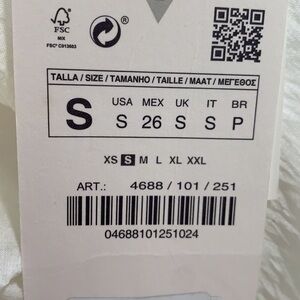 FSC
MIX
FSC® C013603
TALLA / SIZE / TAMANHO / TAILLE / MAAT / ΜΕΓΕΘΟΣ
S USA MEX UK IT BR
S 26 S S P
XS S M L XL XXL
ART.: 4688 / 101 / 251
04688101251024